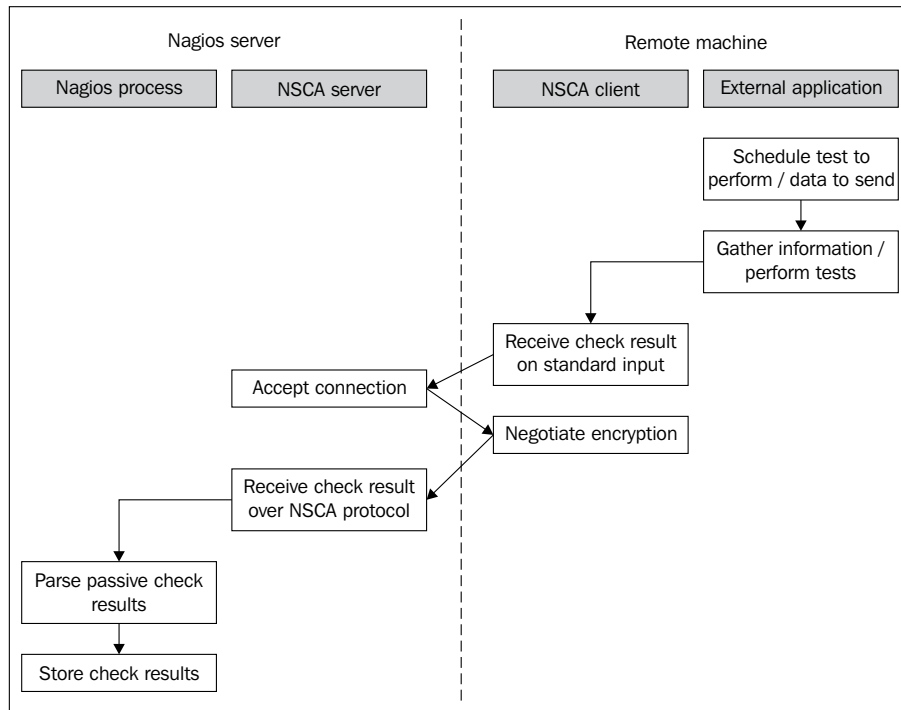 Nagios server
Remote machine
Nagios process
NSCA server
NSCA client
External application
Schedule test to
perform / data to send
Gather information /
perform tests
Receive check result
on standard input
Accept connection
Negotiate encryption
Receive check result
over NSCA protocol
Parse passive check
results
Store check results